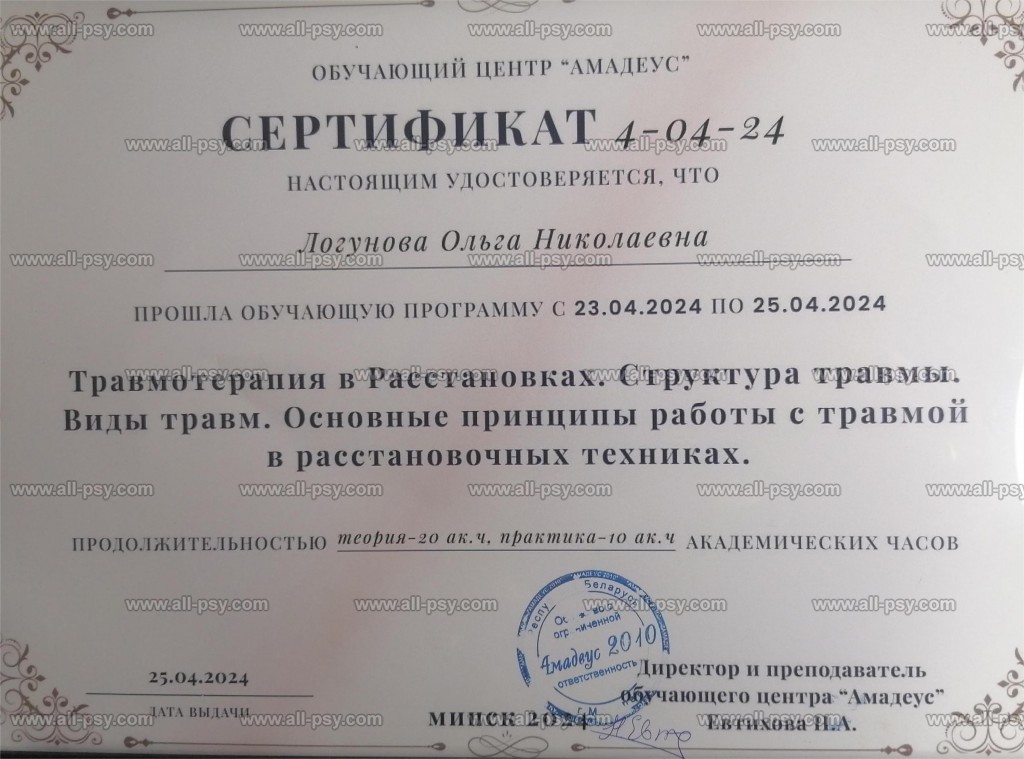 ОБУЧАЮЩИЙ ЦЕНТР “АМАДЕУС”
СЕРТИФИКАТ 4-04-24
НАСТОЯЩИМ УДОСТОВЕРЯЕТСЯ, ЧТО
Логунова Ольга Николаевна
ПРОШЛА ОБУЧАЮЩУЮ ПРОГРАММУ С 23.04.2024 ПО 25.04.2024
Травмотерапия в Расстановках. Структура травмы.
Виды травм. Основные принципы работы с травмой
в расстановочных техниках.
ПРОДОЛЖИТЕЛЬНОСТЬЮ теория-20 ак.ч, практика-10 ак.ч АКАДЕМИЧЕСКИХ ЧАСОВ
Беларусь
Амадеус 2010
ответственность
25.04.2024
ДАТА ВЫДАЧИ
МИНСК 2024
Директор и преподаватель
обучающего центра “Амадеус”
Евтихова Н.А.
www.all-psy.com